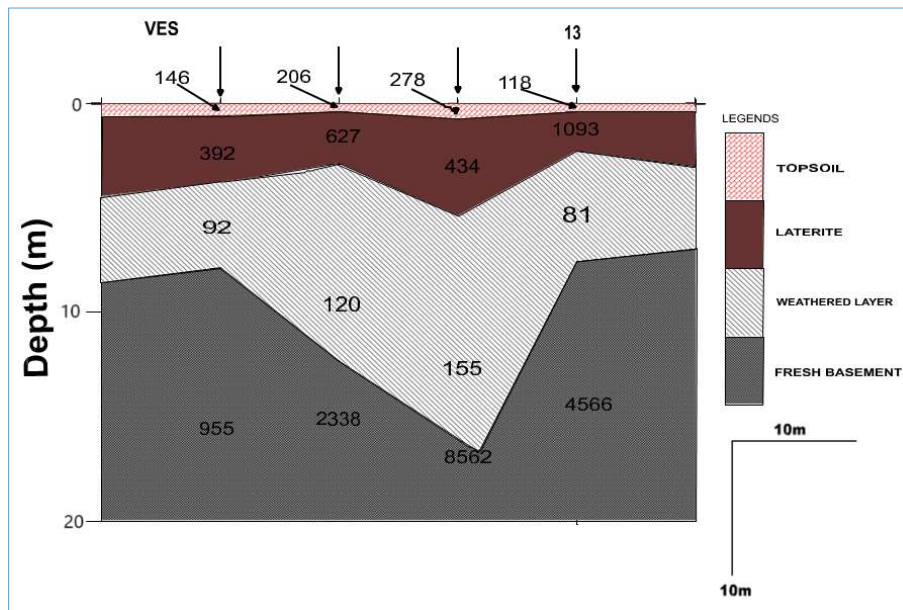 VES 13
146 206 278 118
0
627 1093
392 434
LEGENDS
TOPSOIL
LATERITE
WEATHERED LAYER
FRESH BASEMENT
92 81
Depth (m)
10
120
155
955 2338 8562 4566
20
10m
10m